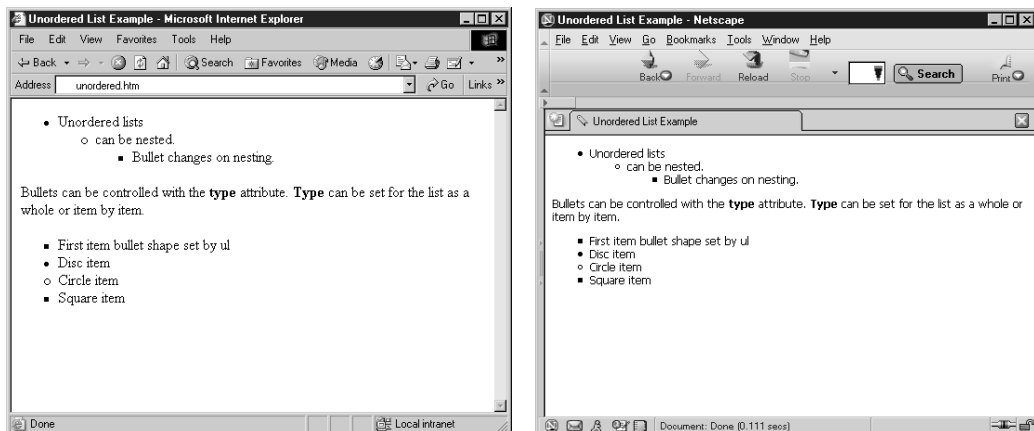 Unordered List Example - Microsoft Internet Explorer
File Edit View Favorites Tools Help
Back Search Favorites Media »
Address unordered.htm Go Links »
• Unordered lists
○ can be nested.
▪ Bullet changes on nesting.
Bullets can be controlled with the type attribute. Type can be set for the list as a
whole or item by item.
▪ First item bullet shape set by ul
• Disc item
○ Circle item
▪ Square item
Done Local intranet
Unordered List Example - Netscape
File Edit View Go Bookmarks Tools Window Help
Back Forward Reload Stop Search Print
Unordered List Example
• Unordered lists
○ can be nested.
▪ Bullet changes on nesting.
Bullets can be controlled with the type attribute. Type can be set for the list as a whole or
item by item.
▪ First item bullet shape set by ul
• Disc item
○ Circle item
▪ Square item
Document: Done (0.111 secs)